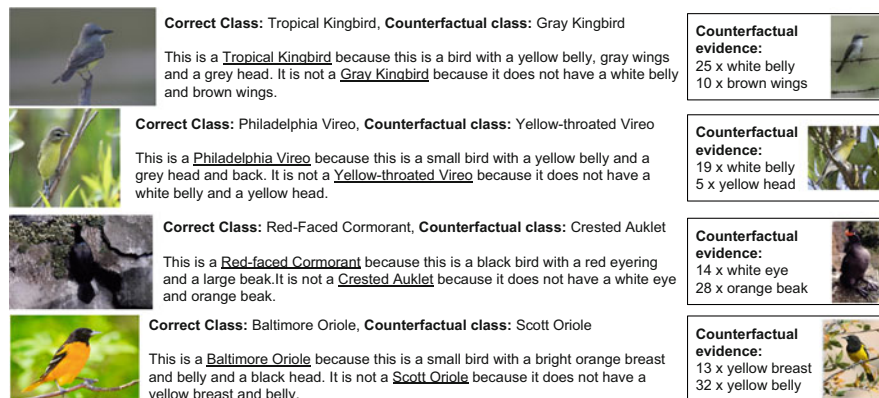 Correct Class: Tropical Kingbird, Counterfactual class: Gray Kingbird
This is a Tropical Kingbird because this is a bird with a yellow belly, gray wings
and a grey head. It is not a Gray Kingbird because it does not have a white belly
and brown wings.
Counterfactual
evidence:
25 x white belly
10 x brown wings
Correct Class: Philadelphia Vireo, Counterfactual class: Yellow-throated Vireo
This is a Philadelphia Vireo because this is a small bird with a yellow belly and a
grey head and back. It is not a Yellow-throated Vireo because it does not have a
white belly and a yellow head.
Counterfactual
evidence:
19 x white belly
5 x yellow head
Correct Class: Red-Faced Cormorant, Counterfactual class: Crested Auklet
This is a Red-faced Cormorant because this is a black bird with a red eyering
and a large beak.It is not a Crested Auklet because it does not have a white eye
and orange beak.
Counterfactual
evidence:
14 x white eye
28 x orange beak
Correct Class: Baltimore Oriole, Counterfactual class: Scott Oriole
This is a Baltimore Oriole because this is a small bird with a bright orange breast
and belly and a black head. It is not a Scott Oriole because it does not have a
yellow breast and belly.
Counterfactual
evidence:
13 x yellow breast
32 x yellow belly